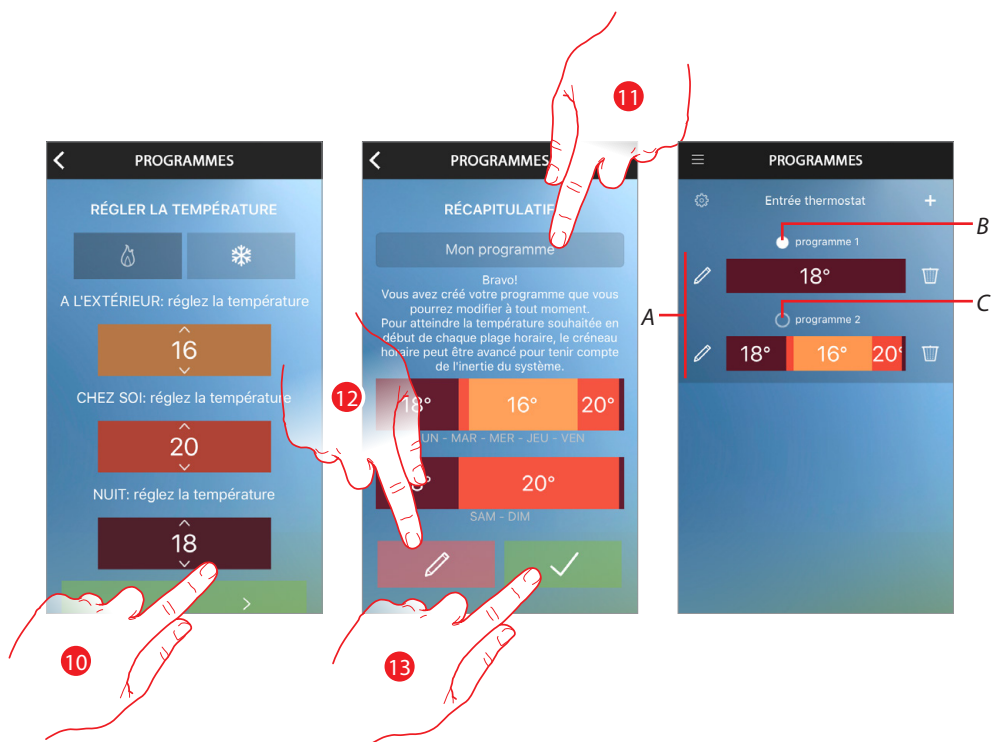 11
PROGRAMMES
RÉGLER LA TEMPÉRATURE
A L'EXTÉRIEUR: réglez la température
16
CHEZ SOI: réglez la température
20
NUIT: réglez la température
18
10
PROGRAMMES
RÉCAPITULATIF
Mon programme
Bravo!
Vous avez créé votre programme que vous
pourrez modifier à tout moment.
Pour atteindre la température souhaitée en
début de chaque plage horaire, le créneau
horaire peut être avancé pour tenir compte
de l'inertie du système.
12
18° 16° 20°
UN - MAR - MER - JEU - VEN
20°
SAM - DIM
13
PROGRAMMES
Entrée thermostat
B
programme 1
18°
A
C
programme 2
18° 16° 20°